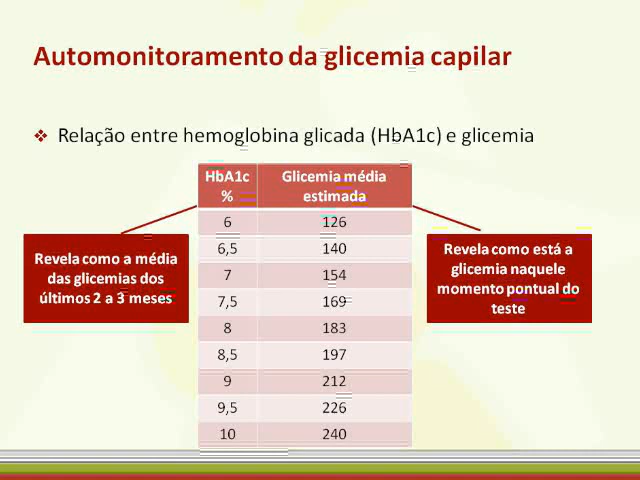 Automonitoramento da glicemia capilar
Relação entre hemoglobina glicada (HbA1c) e glicemia
HbA1c % Glicemia média estimada
6 126
6,5 140
7 154
7,5 169
8 183
8,5 197
9 212
9,5 226
10 240
Revela como a média
das glicemias dos
últimos 2 a 3 meses
Revela como está a
glicemia naquele
momento pontual do
teste